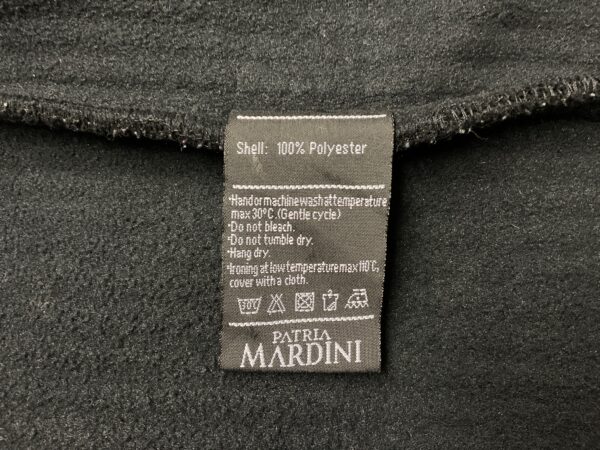 Shell: 100% Polyester
·Hand or machine wash at temperature
max 30°C.(Gentle cycle)
·Do not bleach.
·Do not tumble dry.
·Hang dry.
·Ironing at low temperature max 110°C,
cover with a cloth.
30°C
PATRIA
MARDINI